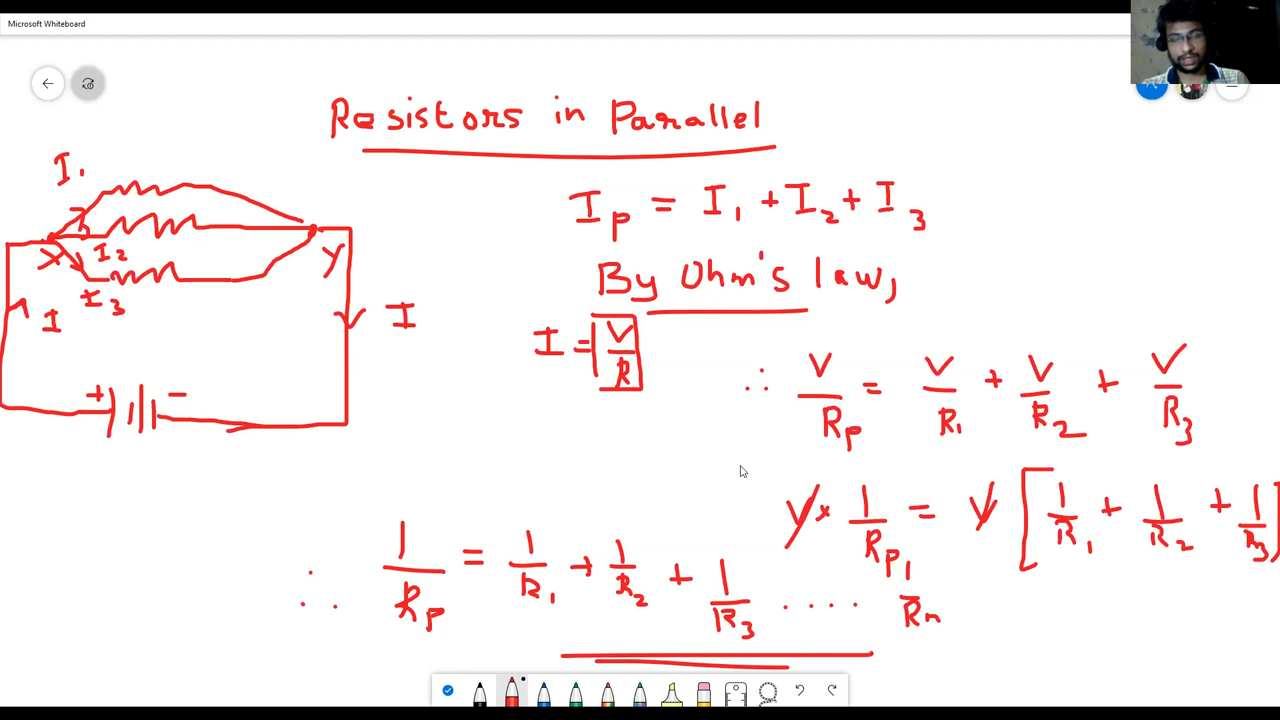 Microsoft Whiteboard
Resistors in Parallel
I1
I2
I3
X
Y
I
I
+ −
Ip = I1 + I2 + I3
By Ohm's law,
I = V/R
∴ V/Rp = V/R1 + V/R2 + V/R3
V × 1/Rp = V [1/R1 + 1/R2 + 1/R3]
∴ 1/Rp = 1/R1 + 1/R2 + 1/R3 ..... 1/Rn